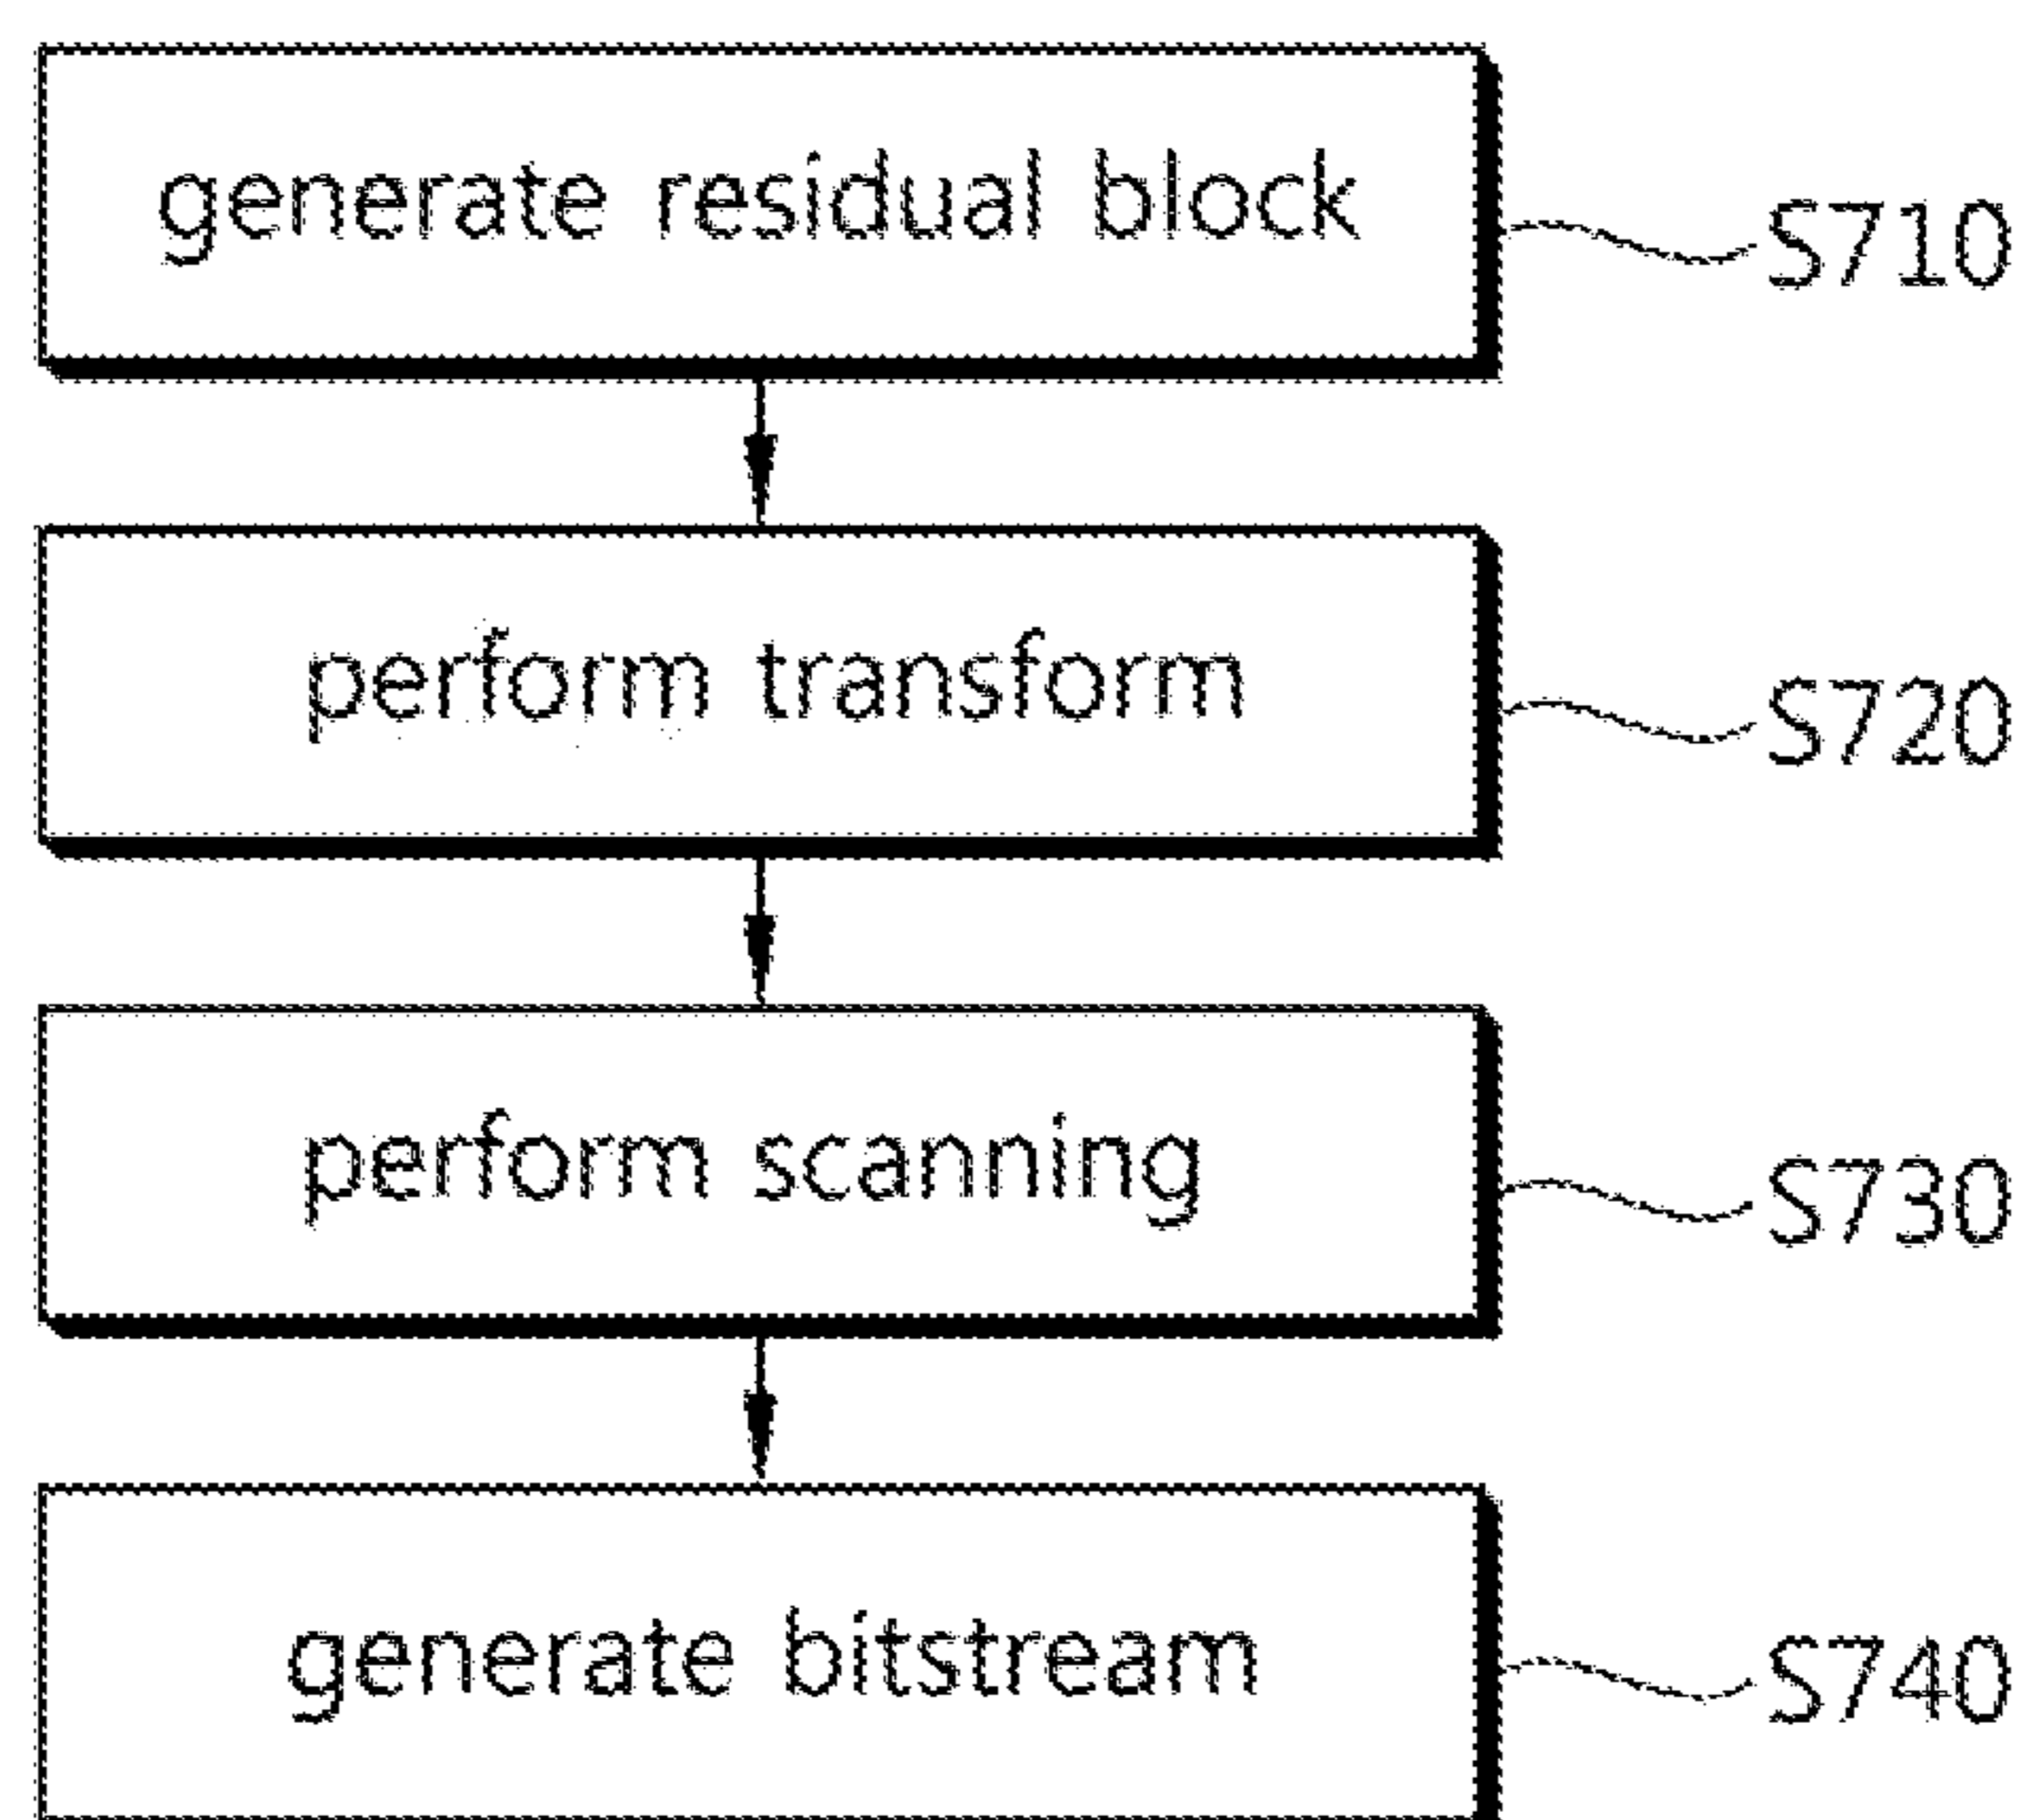 generate residual block
S710
perform transform
S720
perform scanning
S730
generate bitstream
S740